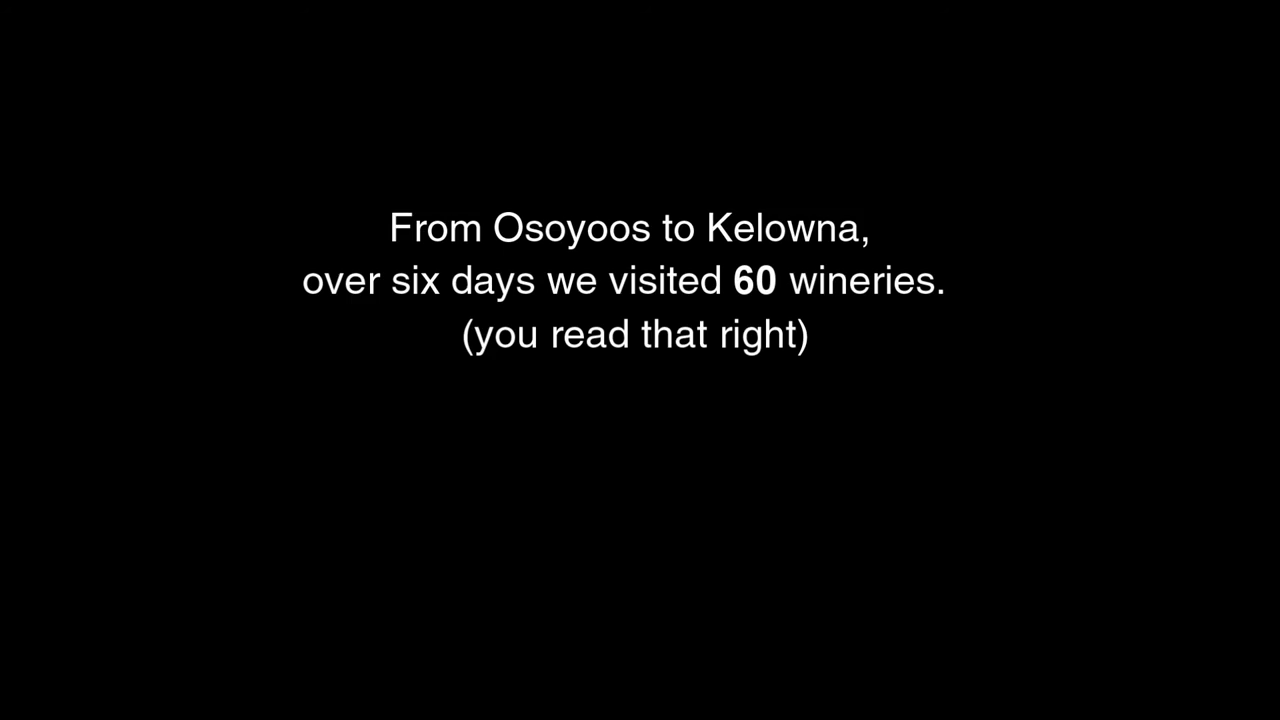 From Osoyoos to Kelowna,
over six days we visited 60 wineries.
(you read that right)